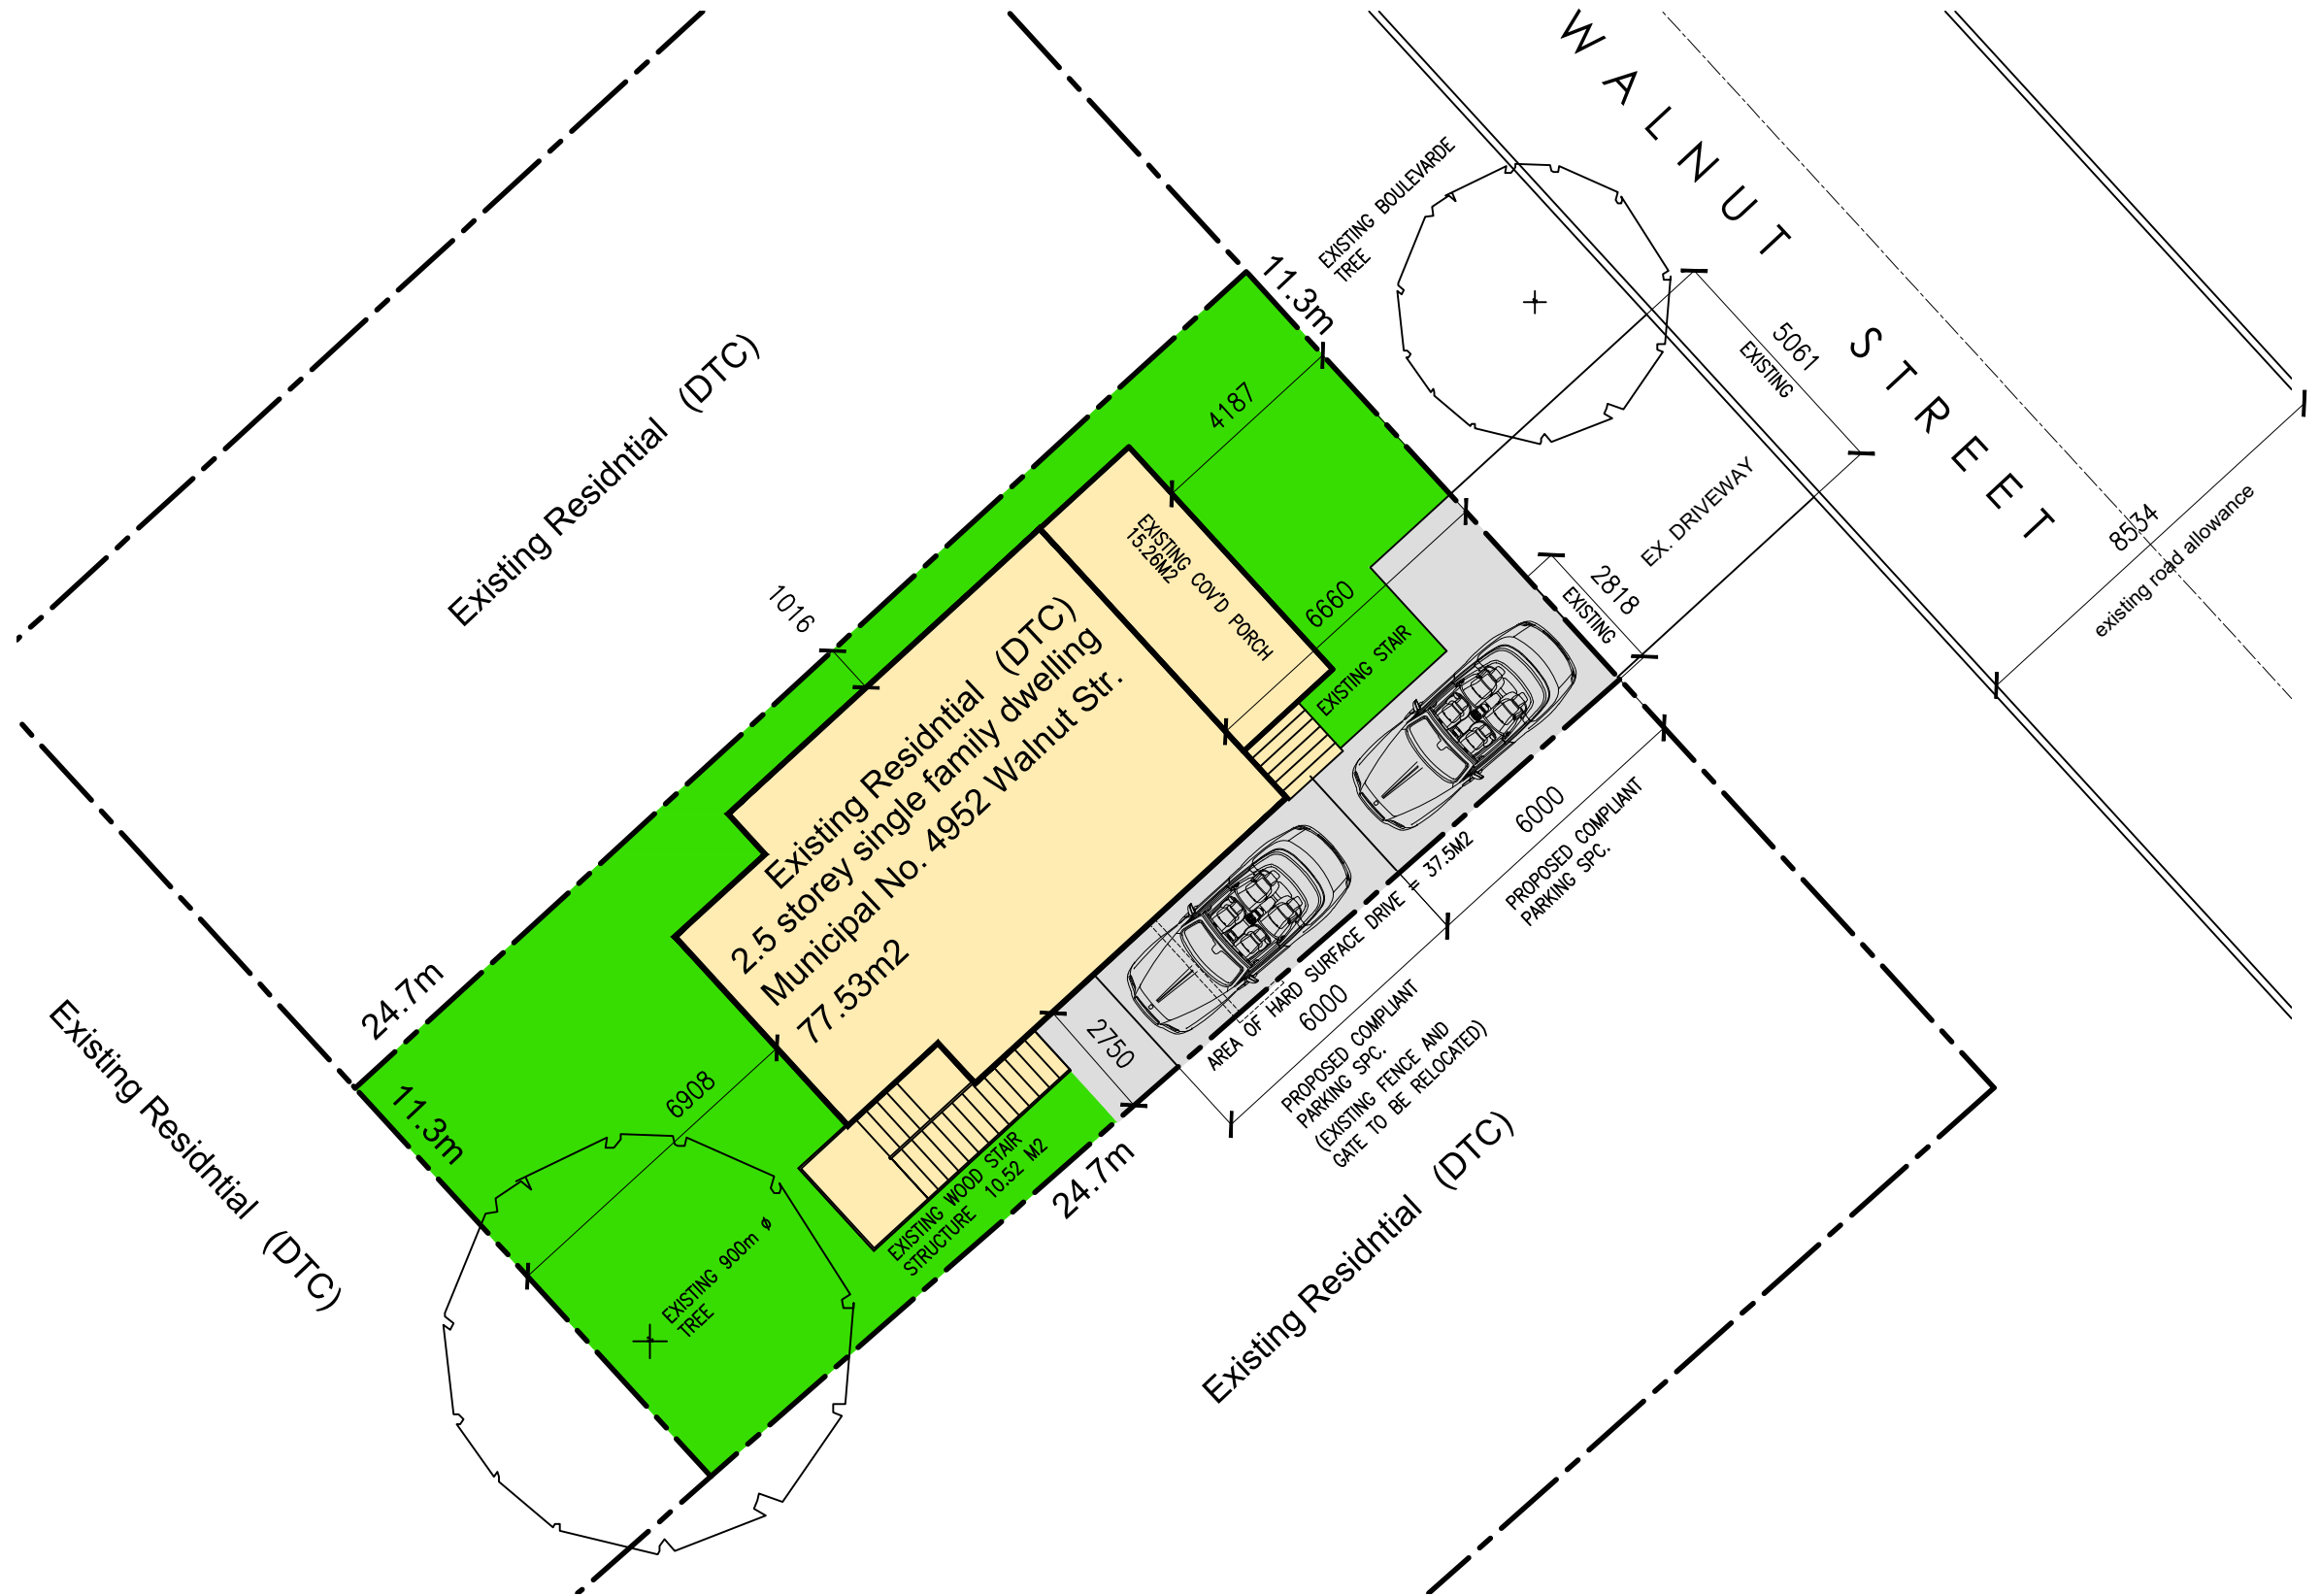 WALNUT STREET
EXISTING BOULEVARDE
TREE
11.3m
5061
EXISTING
4187
Existing Residntial (DTC)
EX. DRIVEWAY
8534
existing road allowance
EXISTING COV'D PORCH
15.26M2
6660
2818
EXISTING
1016
EXISTING STAIR
Existing Residntial (DTC)
2.5 storey single family dwelling
Municipal No. 4952 Walnut Str.
77.53m2
6000
PROPOSED COMPLIANT
PARKING SPC.
AREA OF HARD SURFACE DRIVE = 37.5M2
6000
PROPOSED COMPLIANT
PARKING SPC.
(EXISTING FENCE AND
GATE TO BE RELOCATED)
2750
24.7m
Existing Residntial (DTC)
11.3m
6908
EXISTING WOOD STAIR
STRUCTURE 10.52 M2
24.7m
EXISTING 900m ø
TREE
Existing Residntial (DTC)